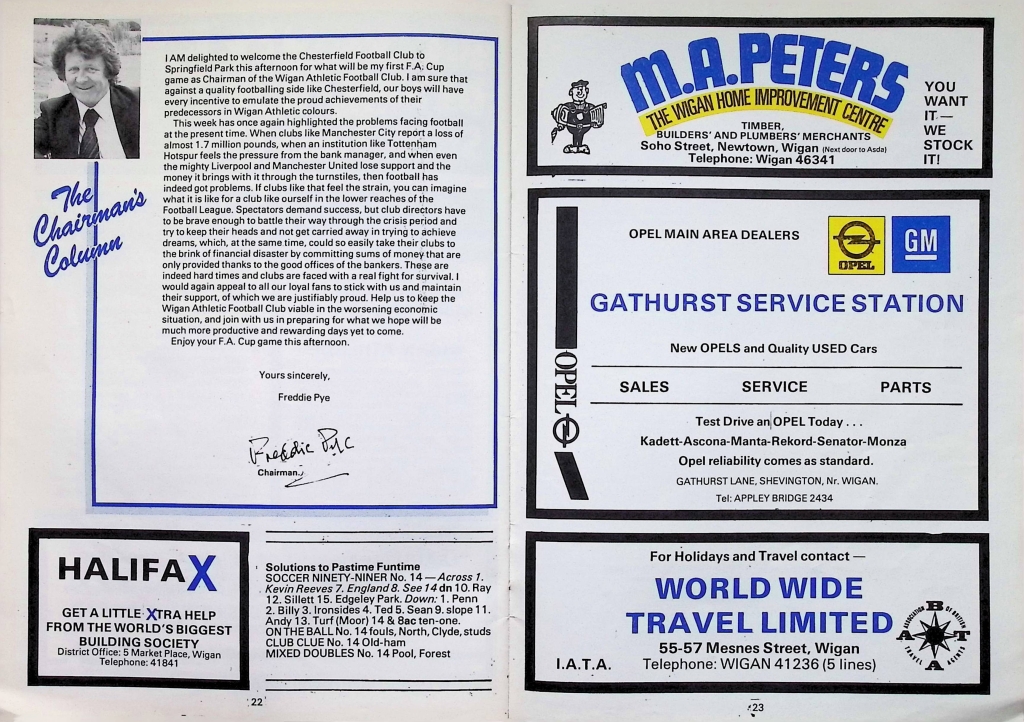 The
Chairman's
Column
I AM delighted to welcome the Chesterfield Football Club to
Springfield Park this afternoon for what will be my first F.A. Cup
game as Chairman of the Wigan Athletic Football Club. I am sure that
against a quality footballing side like Chesterfield, our boys will have
every incentive to emulate the proud achievements of their
predecessors in Wigan Athletic colours.
This week has once again highlighted the problems facing football
at the present time. When clubs like Manchester City report a loss of
almost 1.7 million pounds, when an institution like Tottenham
Hotspur feels the pressure from the bank manager, and when even
the mighty Liverpool and Manchester United lose support and the
money it brings with it through the turnstiles, then football has
indeed got problems. If clubs like that feel the strain, you can imagine
what it is like for a club like ourself in the lower reaches of the
Football League. Spectators demand success, but club directors have
to be brave enough to battle their way through the crisis period and
try to keep their heads and not get carried away in trying to achieve
dreams, which, at the same time, could so easily take their clubs to
the brink of financial disaster by committing sums of money that are
only provided thanks to the good offices of the bankers. These are
indeed hard times and clubs are faced with a real fight for survival. I
would again appeal to all our loyal fans to stick with us and maintain
their support, of which we are justifiably proud. Help us to keep the
Wigan Athletic Football Club viable in the worsening economic
situation, and join with us in preparing for what we hope will be
much more productive and rewarding days yet to come.
Enjoy your F.A. Cup game this afternoon.
Yours sincerely,
Freddie Pye
Freddie Pye
Chairman.
HALIFAX
GET A LITTLE XTRA HELP
FROM THE WORLD'S BIGGEST
BUILDING SOCIETY
District Office: 5 Market Place, Wigan
Telephone: 41841
Solutions to Pastime Funtime
SOCCER NINETY-NINER No. 14 — Across 1.
Kevin Reeves 7. England 8. See 14 dn 10. Ray
12. Sillett 15. Edgeley Park. Down: 1. Penn
2. Billy 3. Ironsides 4. Ted 5. Sean 9. slope 11.
Andy 13. Turf (Moor) 14 & 8ac ten-one.
ON THE BALL No. 14 fouls, North, Clyde, studs
CLUB CLUE No. 14 Old-ham
MIXED DOUBLES No. 14 Pool, Forest
22
M.A.PETERS
THE WIGAN HOME IMPROVEMENT CENTRE
TIMBER,
BUILDERS' AND PLUMBERS' MERCHANTS
Soho Street, Newtown, Wigan (Next door to Asda)
Telephone: Wigan 46341
YOU
WANT
IT —
WE
STOCK
IT!
OPEL
OPEL MAIN AREA DEALERS
OPEL
GM
GATHURST SERVICE STATION
New OPELS and Quality USED Cars
SALES SERVICE PARTS
Test Drive an OPEL Today . . .
Kadett-Ascona-Manta-Rekord-Senator-Monza
Opel reliability comes as standard.
GATHURST LANE, SHEVINGTON, Nr. WIGAN.
Tel: APPLEY BRIDGE 2434
For Holidays and Travel contact —
WORLD WIDE
TRAVEL LIMITED
55-57 Mesnes Street, Wigan
I.A.T.A. Telephone: WIGAN 41236 (5 lines)
ABTA
ASSOCIATION OF BRITISH TRAVEL AGENTS
23